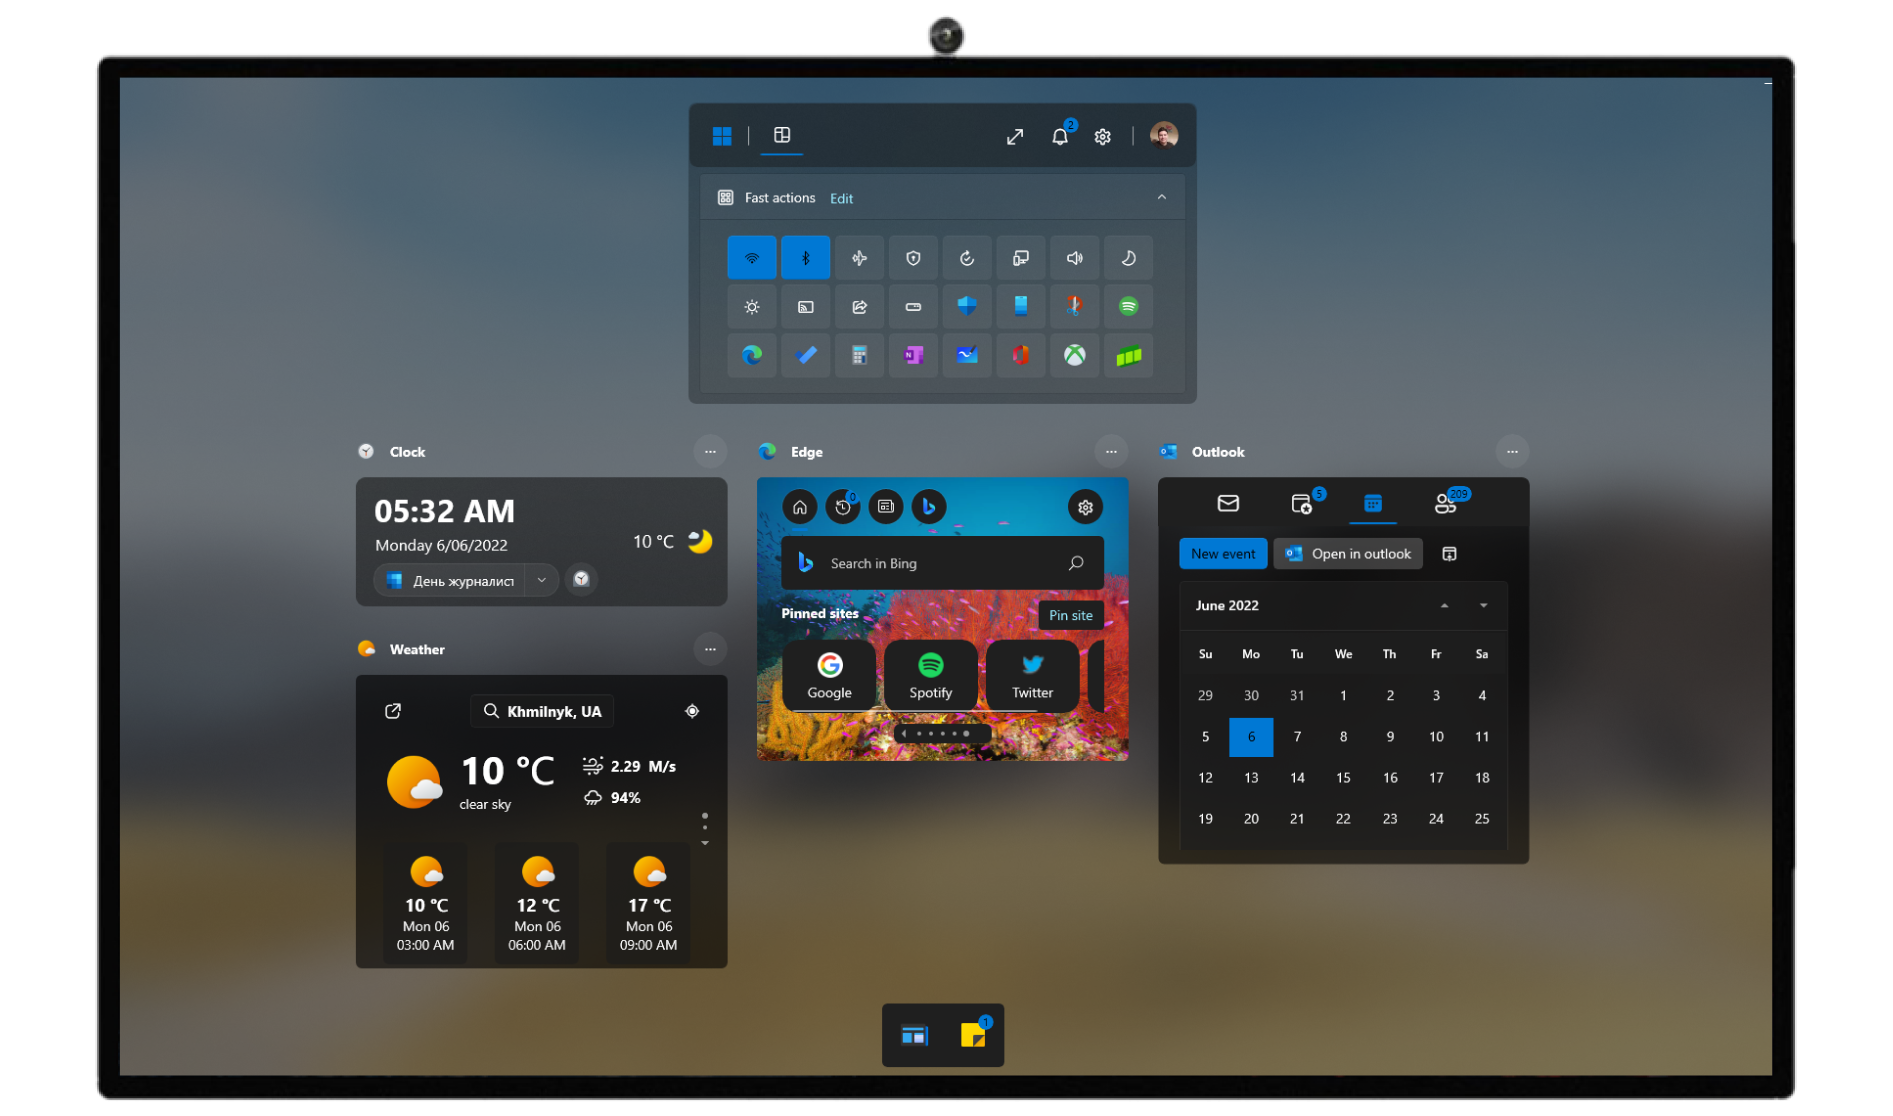 2
Fast actions Edit
Clock
05:32 AM
Monday 6/06/2022
10 °C
День журналист
Weather
Khmilnyk, UA
10 °C
clear sky
2.29 M/s
94%
10 °C
Mon 06
03:00 AM
12 °C
Mon 06
06:00 AM
17 °C
Mon 06
09:00 AM
Edge
0
Search in Bing
Pinned sites
Pin site
Google
Spotify
Twitter
Outlook
5
209
New event
Open in outlook
June 2022
Su Mo Tu We Th Fr Sa
29 30 31 1 2 3 4
5 6 7 8 9 10 11
12 13 14 15 16 17 18
19 20 21 22 23 24 25
1